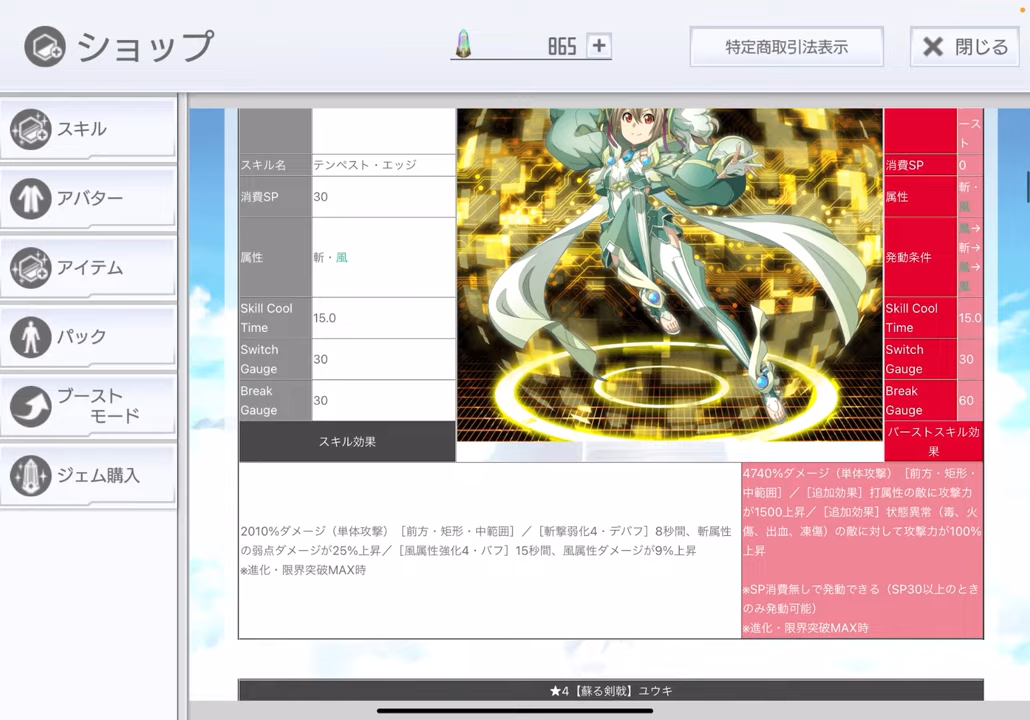 ショップ
865
特定商取引法表示
閉じる
スキル
アバター
アイテム
パック
ブースト
モード
ジェム購入
スキル名
テンペスト・エッジ
消費SP
30
属性
斬・風
Skill Cool
Time
15.0
Switch
Gauge
30
Break
Gauge
30
スキル効果
2010%ダメージ（単体攻撃）［前方・矩形・中範囲］／［斬撃弱化4・デバフ］8秒間、斬属性
の弱点ダメージが25%上昇／［風属性強化4・バフ］15秒間、風属性ダメージが9%上昇
※進化・限界突破MAX時
ース
ト
消費SP
0
属性
斬・
風
発動条件
風→
斬→
風→
風
Skill Cool
Time
15.0
Switch
Gauge
30
Break
Gauge
60
バーストスキル効
果
4740%ダメージ（単体攻撃）［前方・矩形・
中範囲］／［追加効果］打属性の敵に攻撃力
が1500上昇／［追加効果］状態異常（毒、火
傷、出血、凍傷）の敵に対して攻撃力が100%
上昇
※SP消費無しで発動できる（SP30以上のとき
のみ発動可能）
※進化・限界突破MAX時
★4【蘇る剣戟】ユウキ